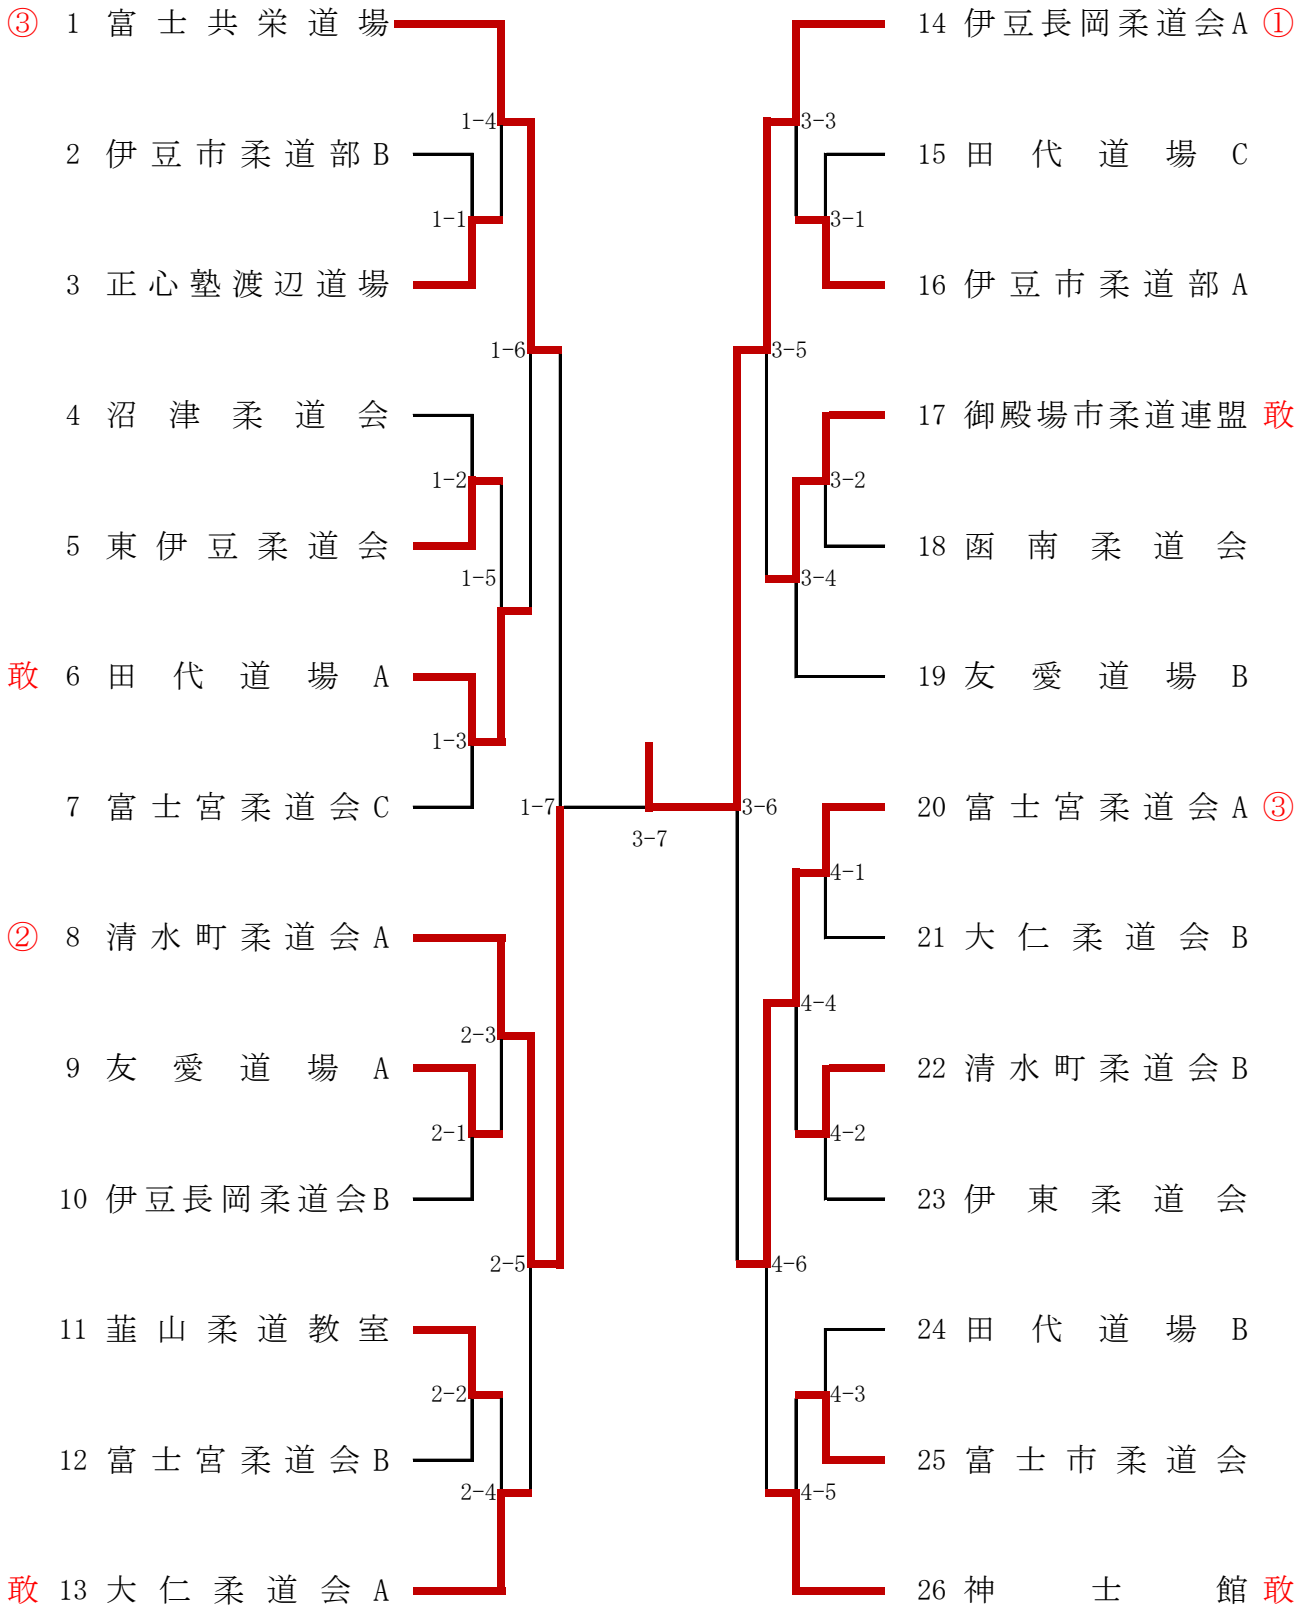 ③ 1 富士共栄道場
1-4
2 伊豆市柔道部B
1-1
3 正心塾渡辺道場
1-6
4 沼津柔道会
1-2
5 東伊豆柔道会
1-5
敢 6 田代道場A
1-3
7 富士宮柔道会C
1-7
② 8 清水町柔道会A
2-3
9 友愛道場A
2-1
10 伊豆長岡柔道会B
2-5
11 韮山柔道教室
2-2
12 富士宮柔道会B
2-4
敢 13 大仁柔道会A
3-7
14 伊豆長岡柔道会A ①
3-3
15 田代道場C
3-1
16 伊豆市柔道部A
3-5
17 御殿場市柔道連盟 敢
3-2
18 函南柔道会
3-4
19 友愛道場B
3-6
20 富士宮柔道会A ③
4-1
21 大仁柔道会B
4-4
22 清水町柔道会B
4-2
23 伊東柔道会
4-6
24 田代道場B
4-3
25 富士市柔道会
4-5
26 神士館 敢